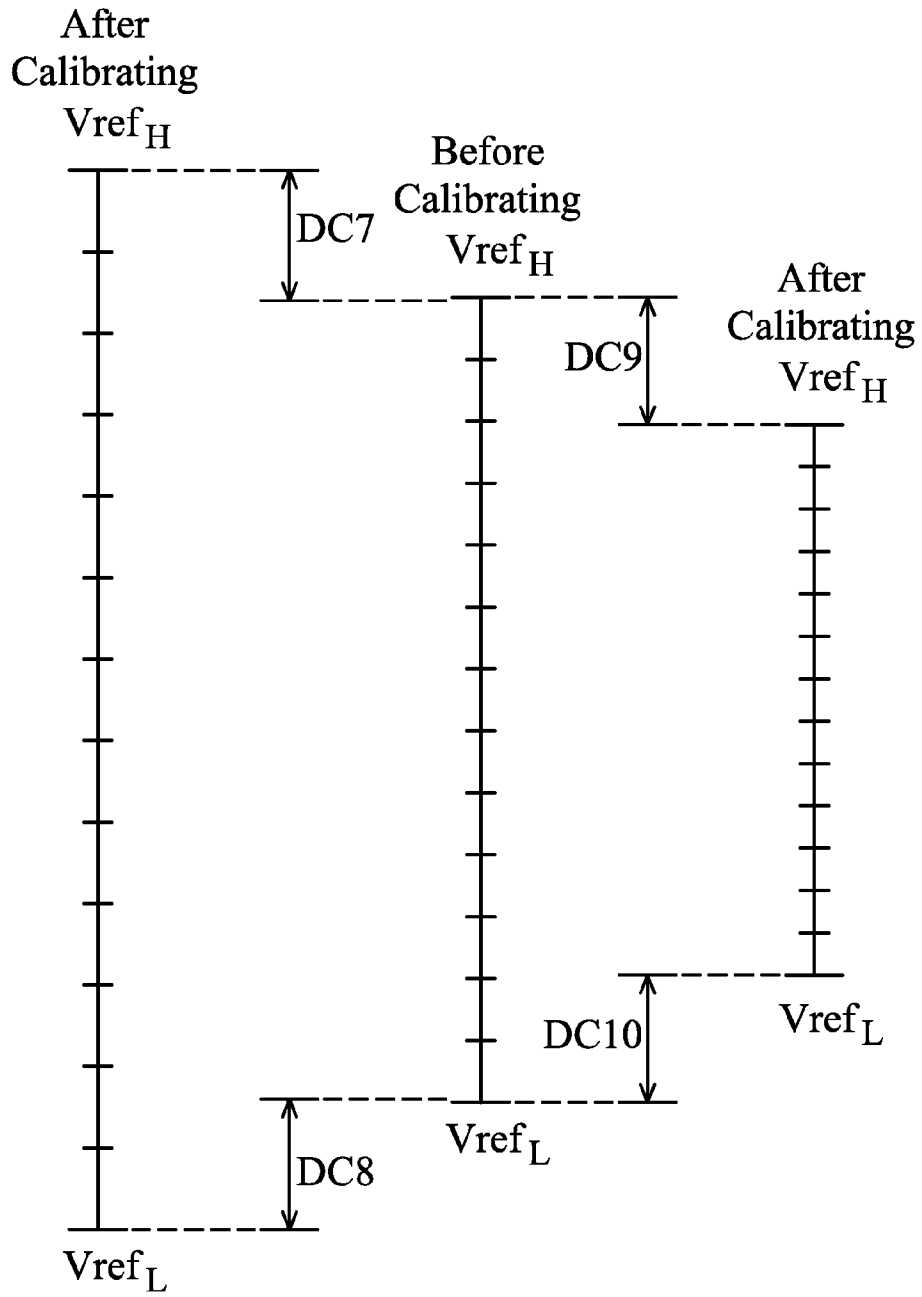 After
Calibrating
Vref_H
Before
Calibrating
Vref_H
After
Calibrating
Vref_H
DC7
DC9
DC10
DC8
Vref_L
Vref_L
Vref_L